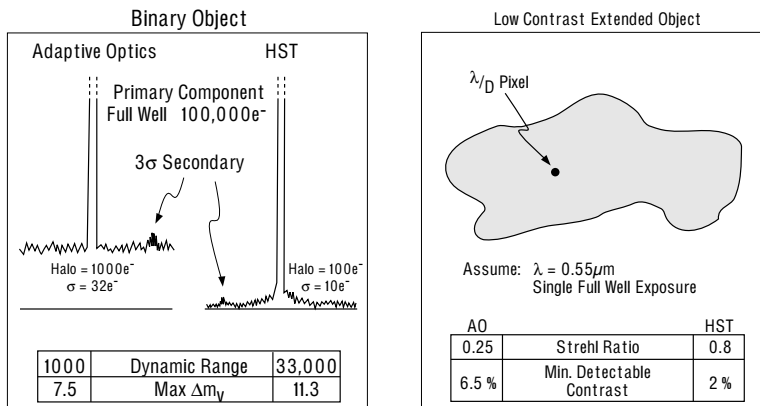 Binary Object
Adaptive Optics HST
Primary Component
Full Well 100,000e⁻
3σ Secondary
Halo = 1000e⁻
σ = 32e⁻
Halo = 100e⁻
σ = 10e⁻
1000 Dynamic Range 33,000
7.5 Max Δmᵥ 11.3
Low Contrast Extended Object
λ/D Pixel
Assume: λ = 0.55μm
Single Full Well Exposure
AO HST
0.25 Strehl Ratio 0.8
6.5 % Min. Detectable Contrast 2 %